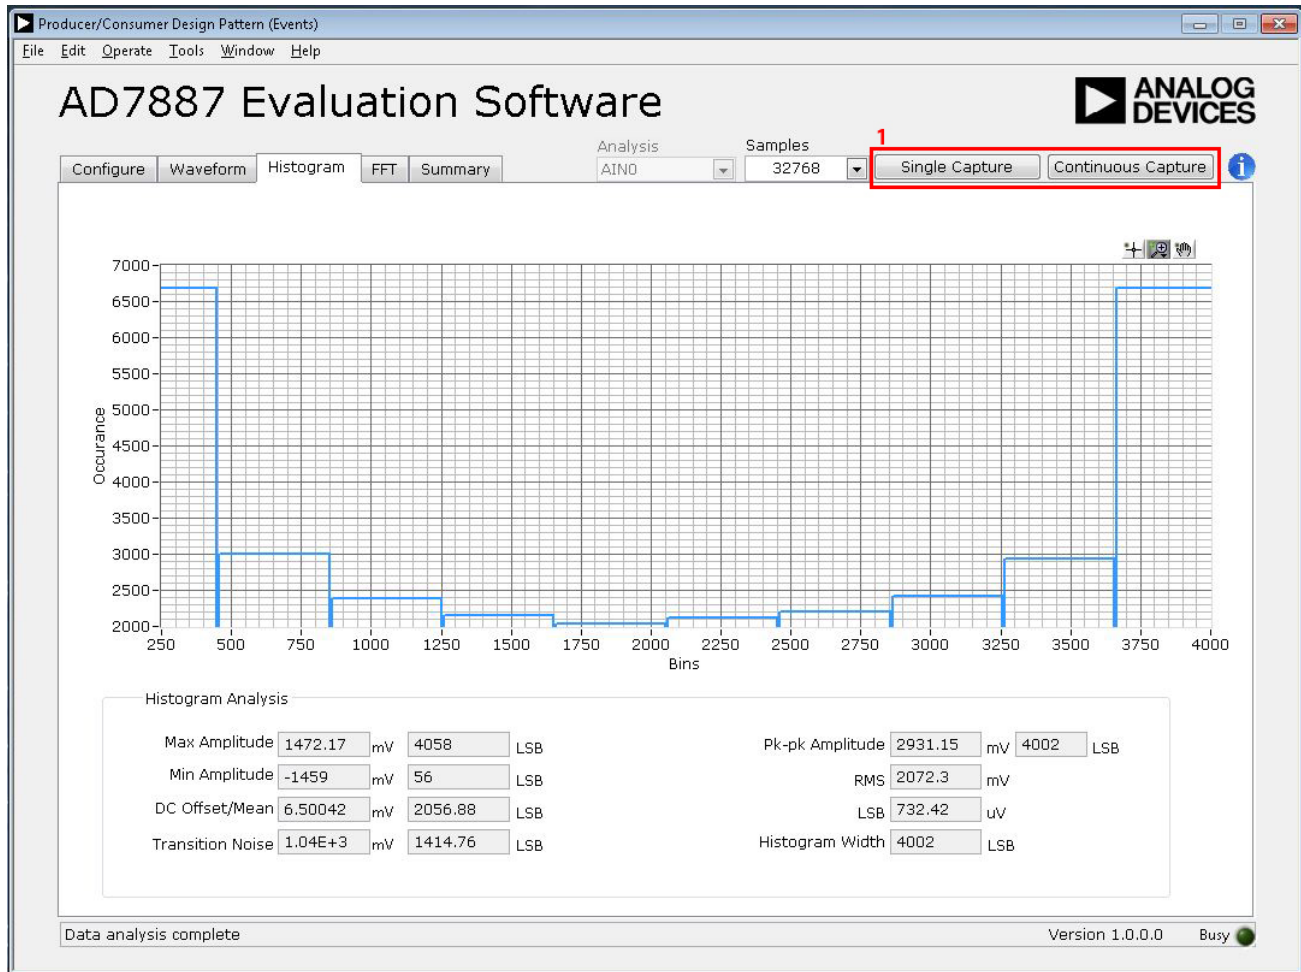 Producer/Consumer Design Pattern (Events)
File Edit Operate Tools Window Help
AD7887 Evaluation Software
ANALOG
DEVICES
1
Analysis Samples
Configure Waveform Histogram FFT Summary AIN0 32768 Single Capture Continuous Capture i
7000
6500
6000
5500
5000
4500
4000
3500
3000
2500
2000
Occurance
250 500 750 1000 1250 1500 1750 2000 2250 2500 2750 3000 3250 3500 3750 4000
Bins
Histogram Analysis
Max Amplitude 1472.17 mV 4058 LSB Pk-pk Amplitude 2931.15 mV 4002 LSB
Min Amplitude -1459 mV 56 LSB RMS 2072.3 mV
DC Offset/Mean 6.50042 mV 2056.88 LSB LSB 732.42 uV
Transition Noise 1.04E+3 mV 1414.76 LSB Histogram Width 4002 LSB
Data analysis complete Version 1.0.0.0 Busy